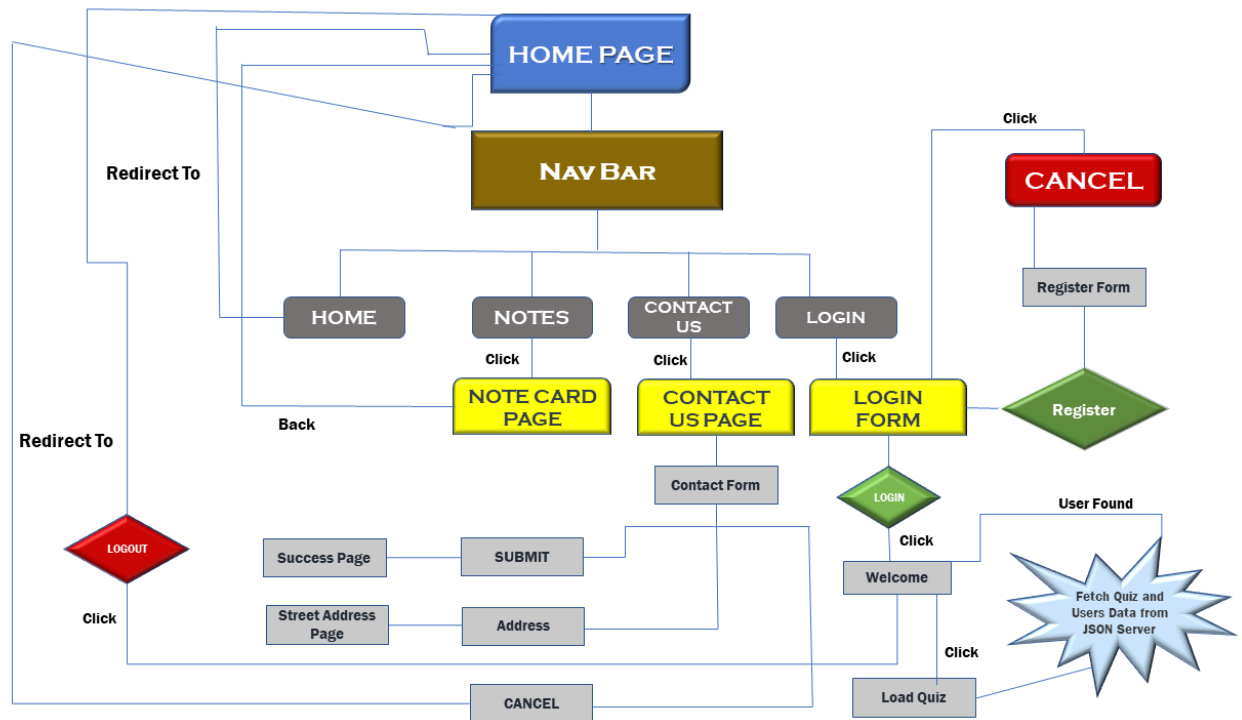 HOME PAGE
Click
Redirect To
NAV BAR
CANCEL
Register Form
HOME
NOTES
CONTACT
US
LOGIN
Click
Click
Click
NOTE CARD
PAGE
CONTACT
US PAGE
LOGIN
FORM
Register
Back
Redirect To
Contact Form
LOGIN
User Found
LOGOUT
Click
Success Page
SUBMIT
Welcome
Fetch Quiz and
Users Data from
JSON Server
Click
Street Address
Page
Address
Click
CANCEL
Load Quiz